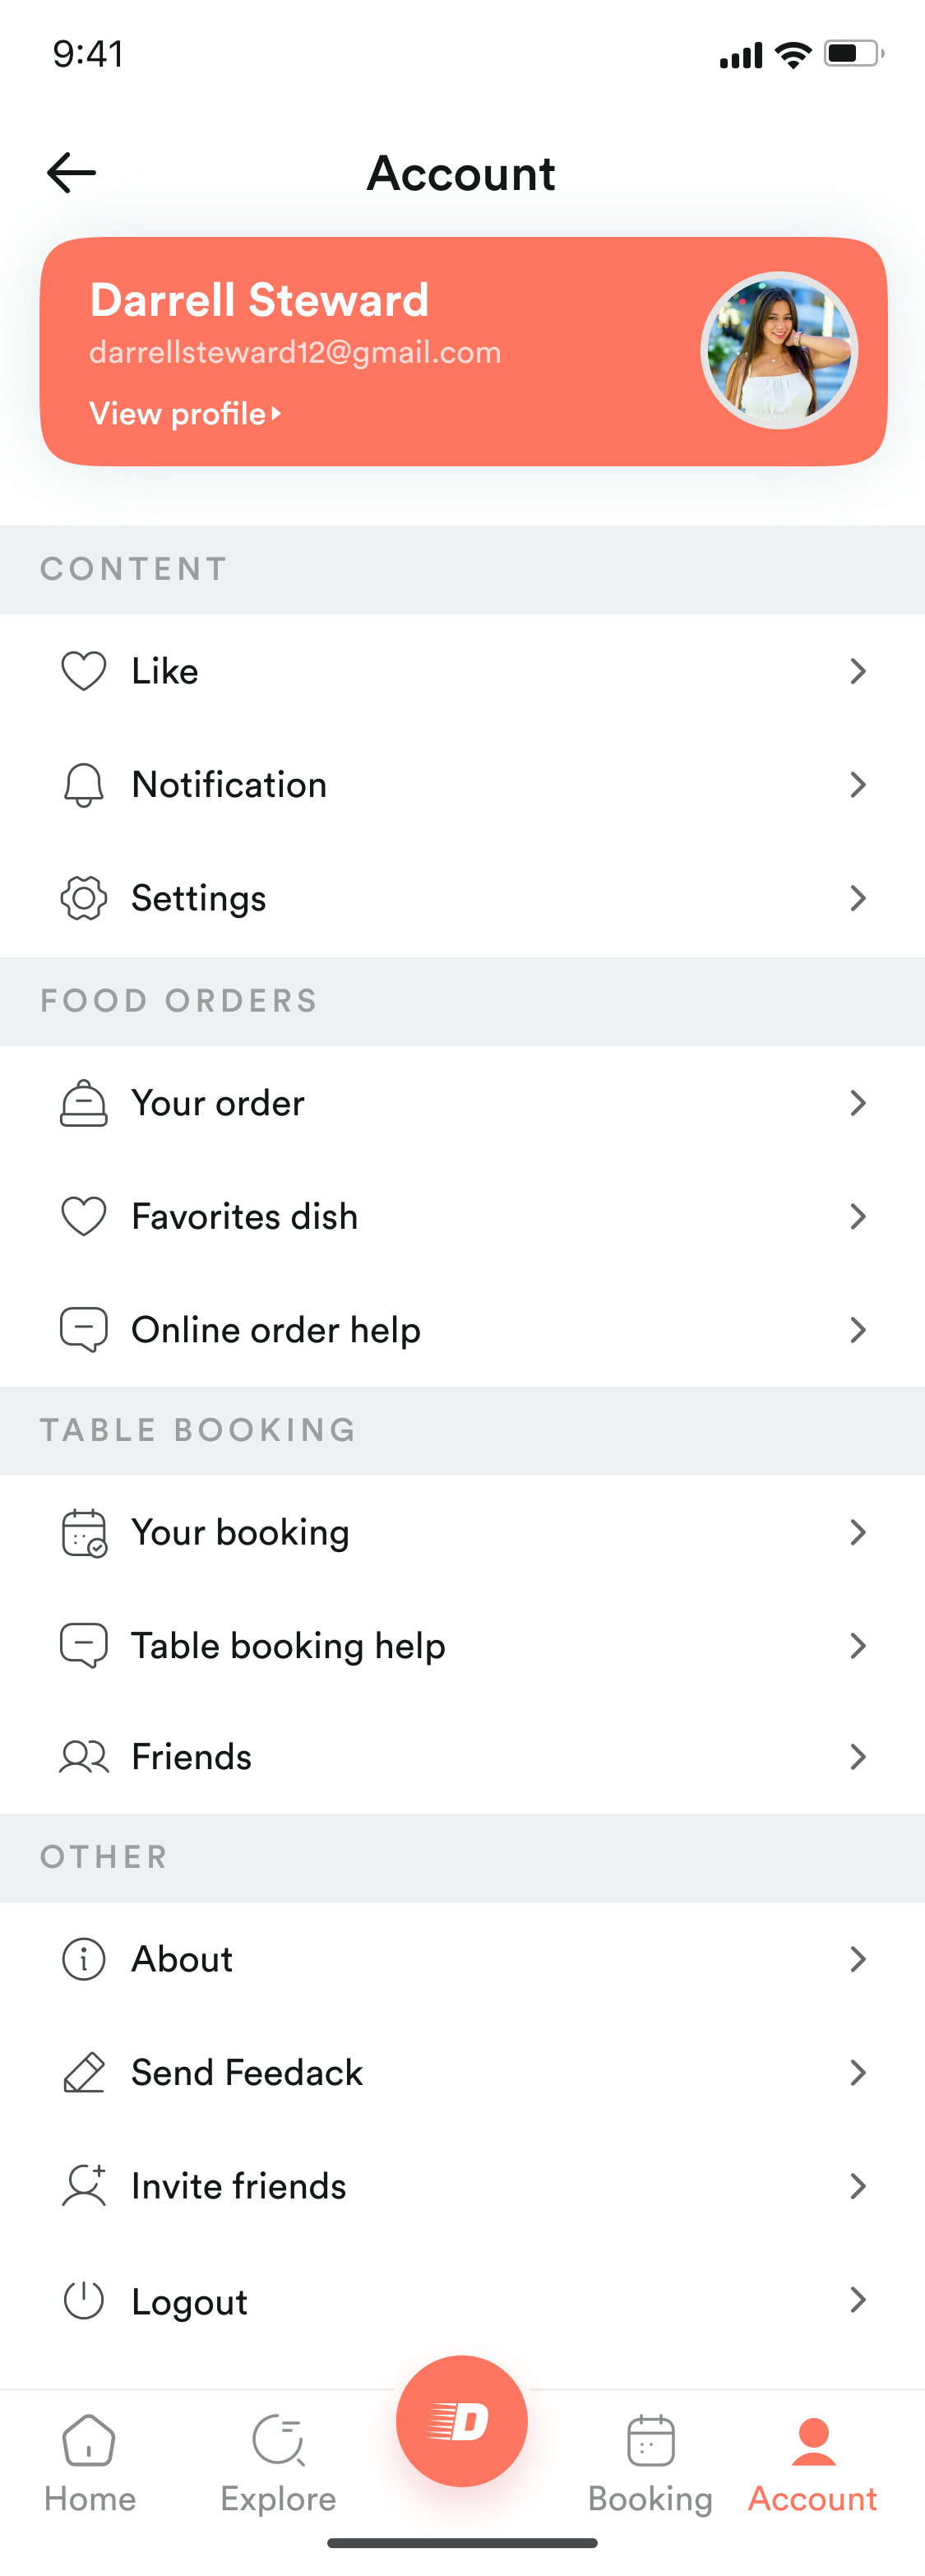 9:41
Account
Darrell Steward
darrellsteward12@gmail.com
View profile
CONTENT
Like
Notification
Settings
FOOD ORDERS
Your order
Favorites dish
Online order help
TABLE BOOKING
Your booking
Table booking help
Friends
OTHER
About
Send Feedack
Invite friends
Logout
D
Home
Explore
Booking
Account